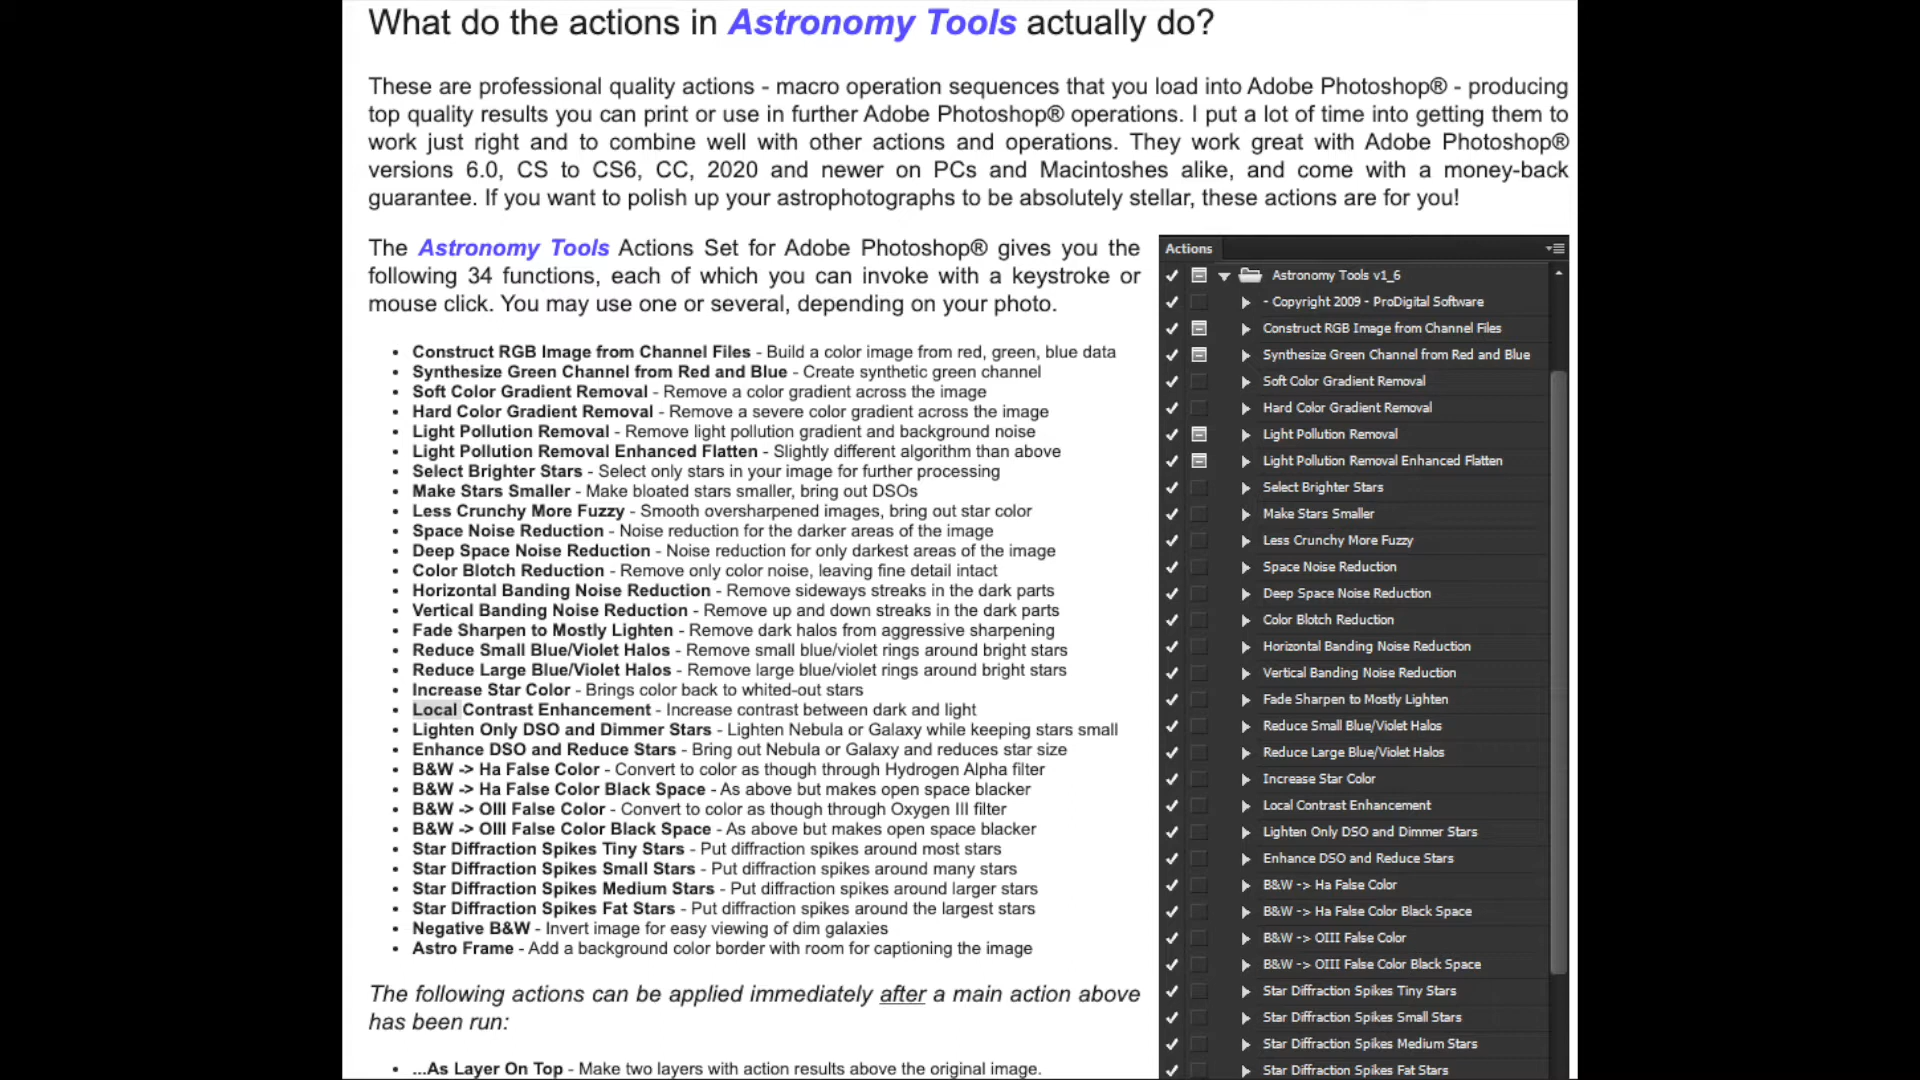 What do the actions in Astronomy Tools actually do?
These are professional quality actions - macro operation sequences that you load into Adobe Photoshop® - producing
top quality results you can print or use in further Adobe Photoshop® operations. I put a lot of time into getting them to
work just right and to combine well with other actions and operations. They work great with Adobe Photoshop®
versions 6.0, CS to CS6, CC, 2020 and newer on PCs and Macintoshes alike, and come with a money-back
guarantee. If you want to polish up your astrophotographs to be absolutely stellar, these actions are for you!
The Astronomy Tools Actions Set for Adobe Photoshop® gives you the
following 34 functions, each of which you can invoke with a keystroke or
mouse click. You may use one or several, depending on your photo.
• Construct RGB Image from Channel Files - Build a color image from red, green, blue data
• Synthesize Green Channel from Red and Blue - Create synthetic green channel
• Soft Color Gradient Removal - Remove a color gradient across the image
• Hard Color Gradient Removal - Remove a severe color gradient across the image
• Light Pollution Removal - Remove light pollution gradient and background noise
• Light Pollution Removal Enhanced Flatten - Slightly different algorithm than above
• Select Brighter Stars - Select only stars in your image for further processing
• Make Stars Smaller - Make bloated stars smaller, bring out DSOs
• Less Crunchy More Fuzzy - Smooth oversharpened images, bring out star color
• Space Noise Reduction - Noise reduction for the darker areas of the image
• Deep Space Noise Reduction - Noise reduction for only darkest areas of the image
• Color Blotch Reduction - Remove only color noise, leaving fine detail intact
• Horizontal Banding Noise Reduction - Remove sideways streaks in the dark parts
• Vertical Banding Noise Reduction - Remove up and down streaks in the dark parts
• Fade Sharpen to Mostly Lighten - Remove dark halos from aggressive sharpening
• Reduce Small Blue/Violet Halos - Remove small blue/violet rings around bright stars
• Reduce Large Blue/Violet Halos - Remove large blue/violet rings around bright stars
• Increase Star Color - Brings color back to whited-out stars
• Local Contrast Enhancement - Increase contrast between dark and light
• Lighten Only DSO and Dimmer Stars - Lighten Nebula or Galaxy while keeping stars small
• Enhance DSO and Reduce Stars - Bring out Nebula or Galaxy and reduces star size
• B&W -> Ha False Color - Convert to color as though through Hydrogen Alpha filter
• B&W -> Ha False Color Black Space - As above but makes open space blacker
• B&W -> OIII False Color - Convert to color as though through Oxygen III filter
• B&W -> OIII False Color Black Space - As above but makes open space blacker
• Star Diffraction Spikes Tiny Stars - Put diffraction spikes around most stars
• Star Diffraction Spikes Small Stars - Put diffraction spikes around many stars
• Star Diffraction Spikes Medium Stars - Put diffraction spikes around larger stars
• Star Diffraction Spikes Fat Stars - Put diffraction spikes around the largest stars
• Negative B&W - Invert image for easy viewing of dim galaxies
• Astro Frame - Add a background color border with room for captioning the image
The following actions can be applied immediately after a main action above
has been run:
• ...As Layer On Top - Make two layers with action results above the original image.
Actions
Astronomy Tools v1_6
- Copyright 2009 - ProDigital Software
Construct RGB Image from Channel Files
Synthesize Green Channel from Red and Blue
Soft Color Gradient Removal
Hard Color Gradient Removal
Light Pollution Removal
Light Pollution Removal Enhanced Flatten
Select Brighter Stars
Make Stars Smaller
Less Crunchy More Fuzzy
Space Noise Reduction
Deep Space Noise Reduction
Color Blotch Reduction
Horizontal Banding Noise Reduction
Vertical Banding Noise Reduction
Fade Sharpen to Mostly Lighten
Reduce Small Blue/Violet Halos
Reduce Large Blue/Violet Halos
Increase Star Color
Local Contrast Enhancement
Lighten Only DSO and Dimmer Stars
Enhance DSO and Reduce Stars
B&W -> Ha False Color
B&W -> Ha False Color Black Space
B&W -> OIII False Color
B&W -> OIII False Color Black Space
Star Diffraction Spikes Tiny Stars
Star Diffraction Spikes Small Stars
Star Diffraction Spikes Medium Stars
Star Diffraction Spikes Fat Stars